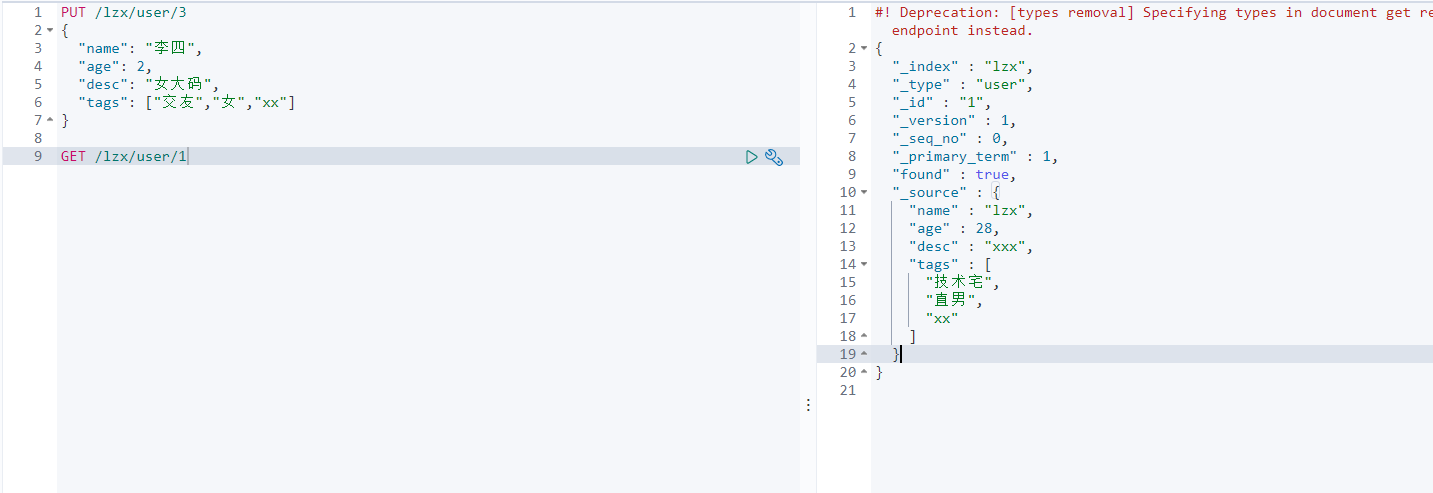 1 PUT /lzx/user/3
2 {
3 "name": "李四",
4 "age": 2,
5 "desc": "女大码",
6 "tags": ["交友","女","xx"]
7 }
8
9 GET /lzx/user/1
1 #! Deprecation: [types removal] Specifying types in document get re
endpoint instead.
2 {
3 "_index" : "lzx",
4 "_type" : "user",
5 "_id" : "1",
6 "_version" : 1,
7 "_seq_no" : 0,
8 "_primary_term" : 1,
9 "found" : true,
10 "_source" : {
11 "name" : "lzx",
12 "age" : 28,
13 "desc" : "xxx",
14 "tags" : [
15 "技术宅",
16 "直男",
17 "xx"
18 ]
19 }
20 }
21